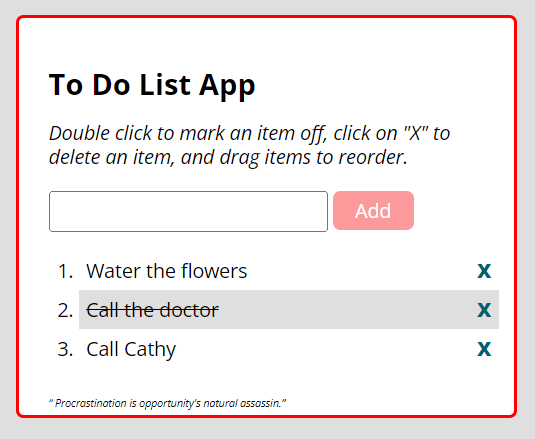 To Do List App
Double click to mark an item off, click on "X" to
delete an item, and drag items to reorder.
Add
1. Water the flowers X
2. Call the doctor X
3. Call Cathy X
“ Procrastination is opportunity's natural assassin.”